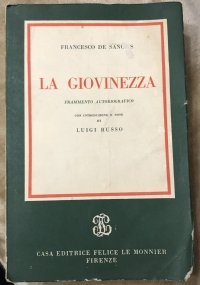 FRANCESCO DE SANCTIS
LA GIOVINEZZA
FRAMMENTO AUTOBIOGRAFICO
CON INTRODUZIONE E NOTE
DI
LUIGI RUSSO
CASA EDITRICE FELICE LE MONNIER
FIRENZE